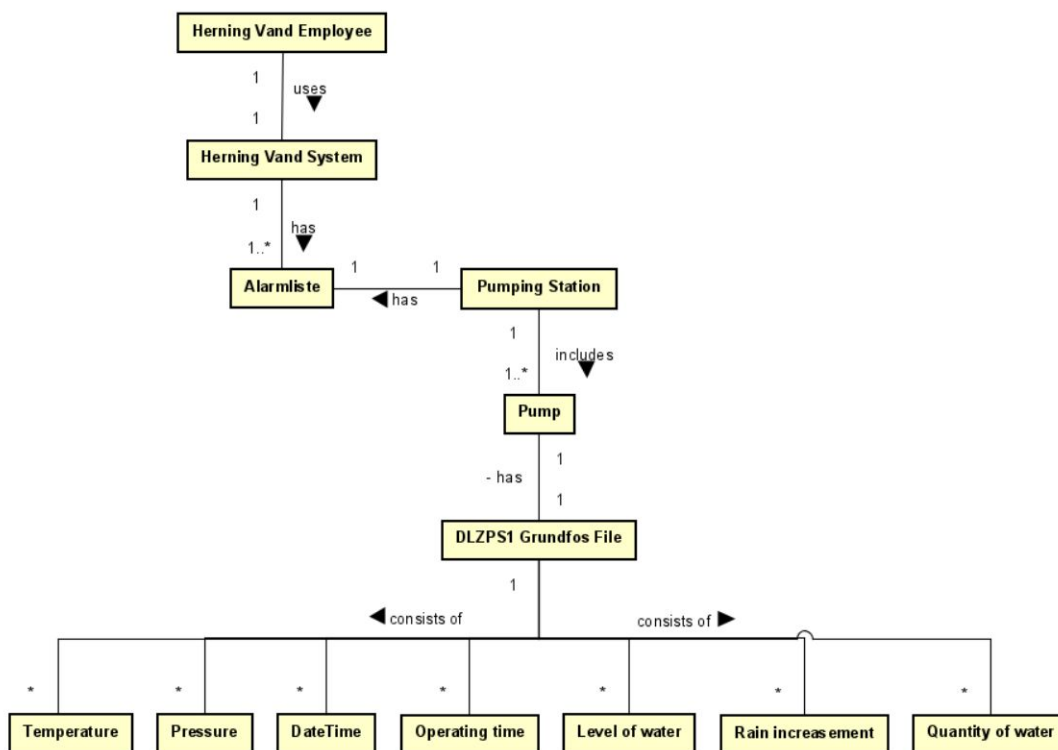 Herning Vand Employee
1
uses
1
Herning Vand System
1
has
1..*
Alarmliste
1
1
has
Pumping Station
1
includes
1..*
Pump
1
- has
1
DLZPS1 Grundfos File
1
consists of
consists of
* * * * * * *
Temperature
Pressure
DateTime
Operating time
Level of water
Rain increasement
Quantity of water